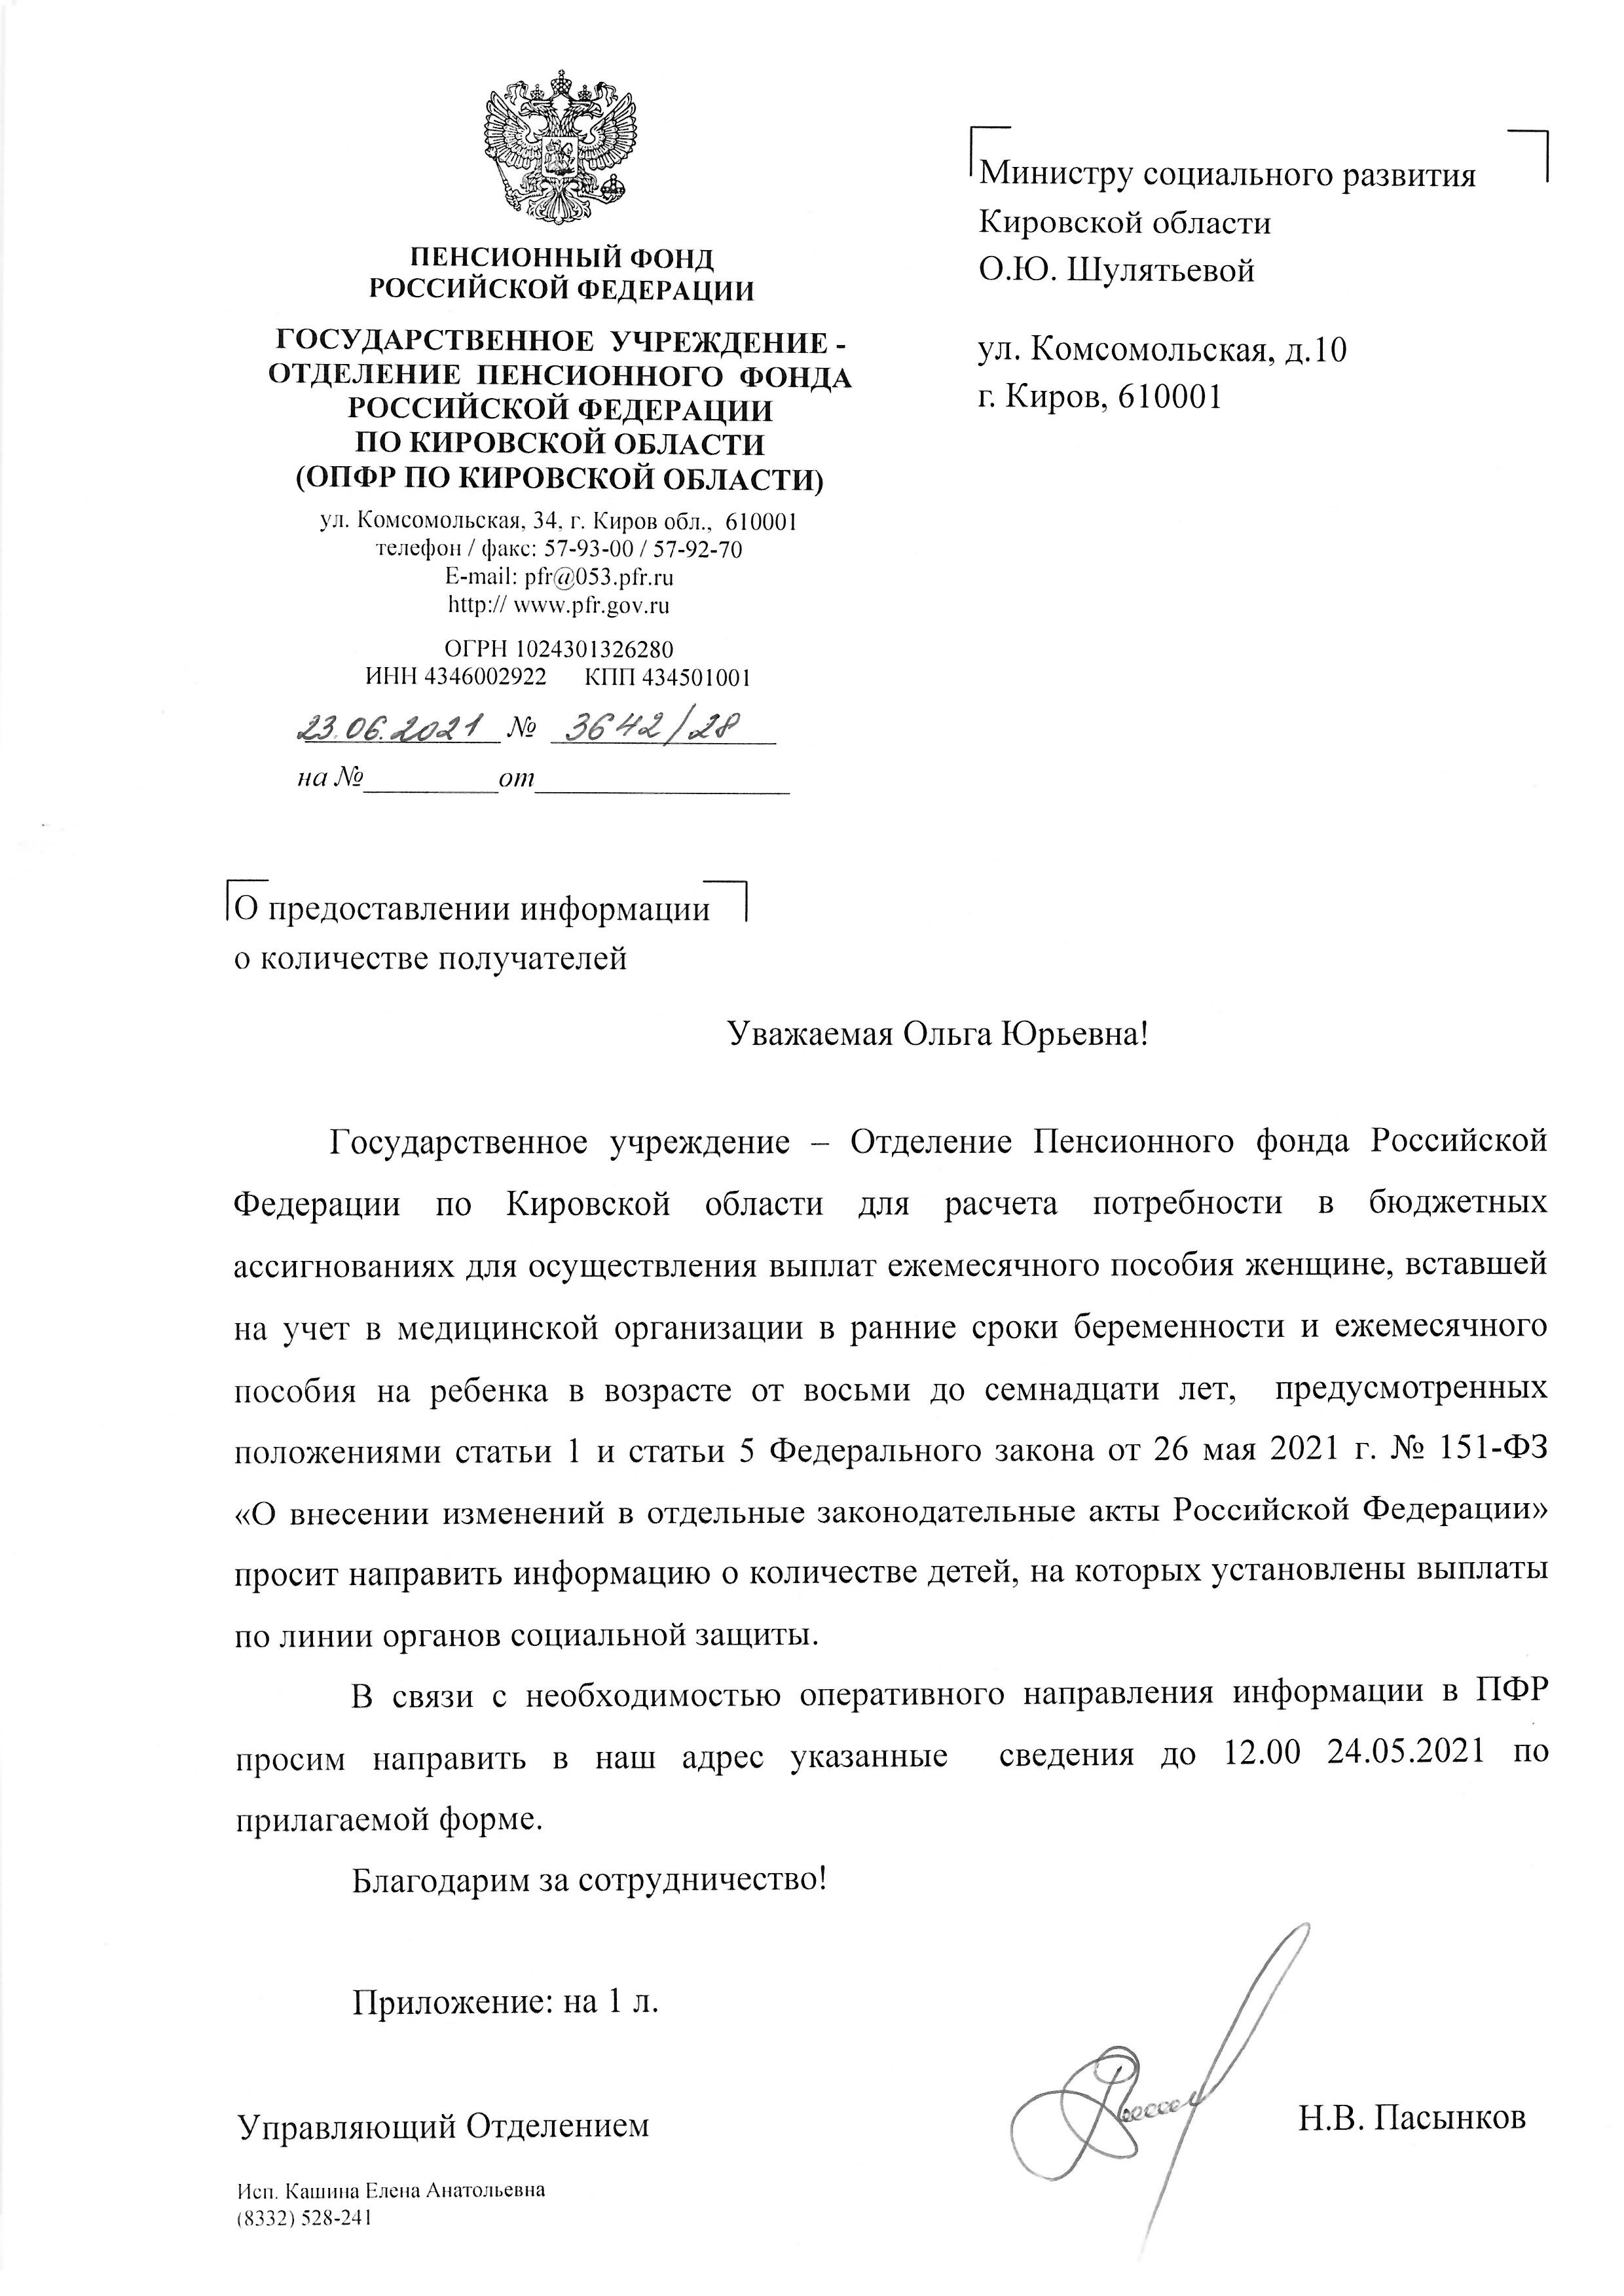 ПЕНСИОННЫЙ ФОНД
РОССИЙСКОЙ ФЕДЕРАЦИИ
ГОСУДАРСТВЕННОЕ УЧРЕЖДЕНИЕ -
ОТДЕЛЕНИЕ ПЕНСИОННОГО ФОНДА
РОССИЙСКОЙ ФЕДЕРАЦИИ
ПО КИРОВСКОЙ ОБЛАСТИ
(ОПФР ПО КИРОВСКОЙ ОБЛАСТИ)
ул. Комсомольская, 34, г. Киров обл., 610001
телефон / факс: 57-93-00 / 57-92-70
E-mail: pfr@053.pfr.ru
http:// www.pfr.gov.ru
ОГРН 1024301326280
ИНН 4346002922 КПП 434501001
23.06.2021 № 3642/28
на №__________от___________________
Министру социального развития
Кировской области
О.Ю. Шулятьевой
ул. Комсомольская, д.10
г. Киров, 610001
О предоставлении информации
о количестве получателей
Уважаемая Ольга Юрьевна!
Государственное учреждение – Отделение Пенсионного фонда Российской
Федерации по Кировской области для расчета потребности в бюджетных
ассигнованиях для осуществления выплат ежемесячного пособия женщине, вставшей
на учет в медицинской организации в ранние сроки беременности и ежемесячного
пособия на ребенка в возрасте от восьми до семнадцати лет, предусмотренных
положениями статьи 1 и статьи 5 Федерального закона от 26 мая 2021 г. № 151-ФЗ
«О внесении изменений в отдельные законодательные акты Российской Федерации»
просит направить информацию о количестве детей, на которых установлены выплаты
по линии органов социальной защиты.
В связи с необходимостью оперативного направления информации в ПФР
просим направить в наш адрес указанные сведения до 12.00 24.05.2021 по
прилагаемой форме.
Благодарим за сотрудничество!
Приложение: на 1 л.
Управляющий Отделением
Н.В. Пасынков
Исп. Кашина Елена Анатольевна
(8332) 528-241